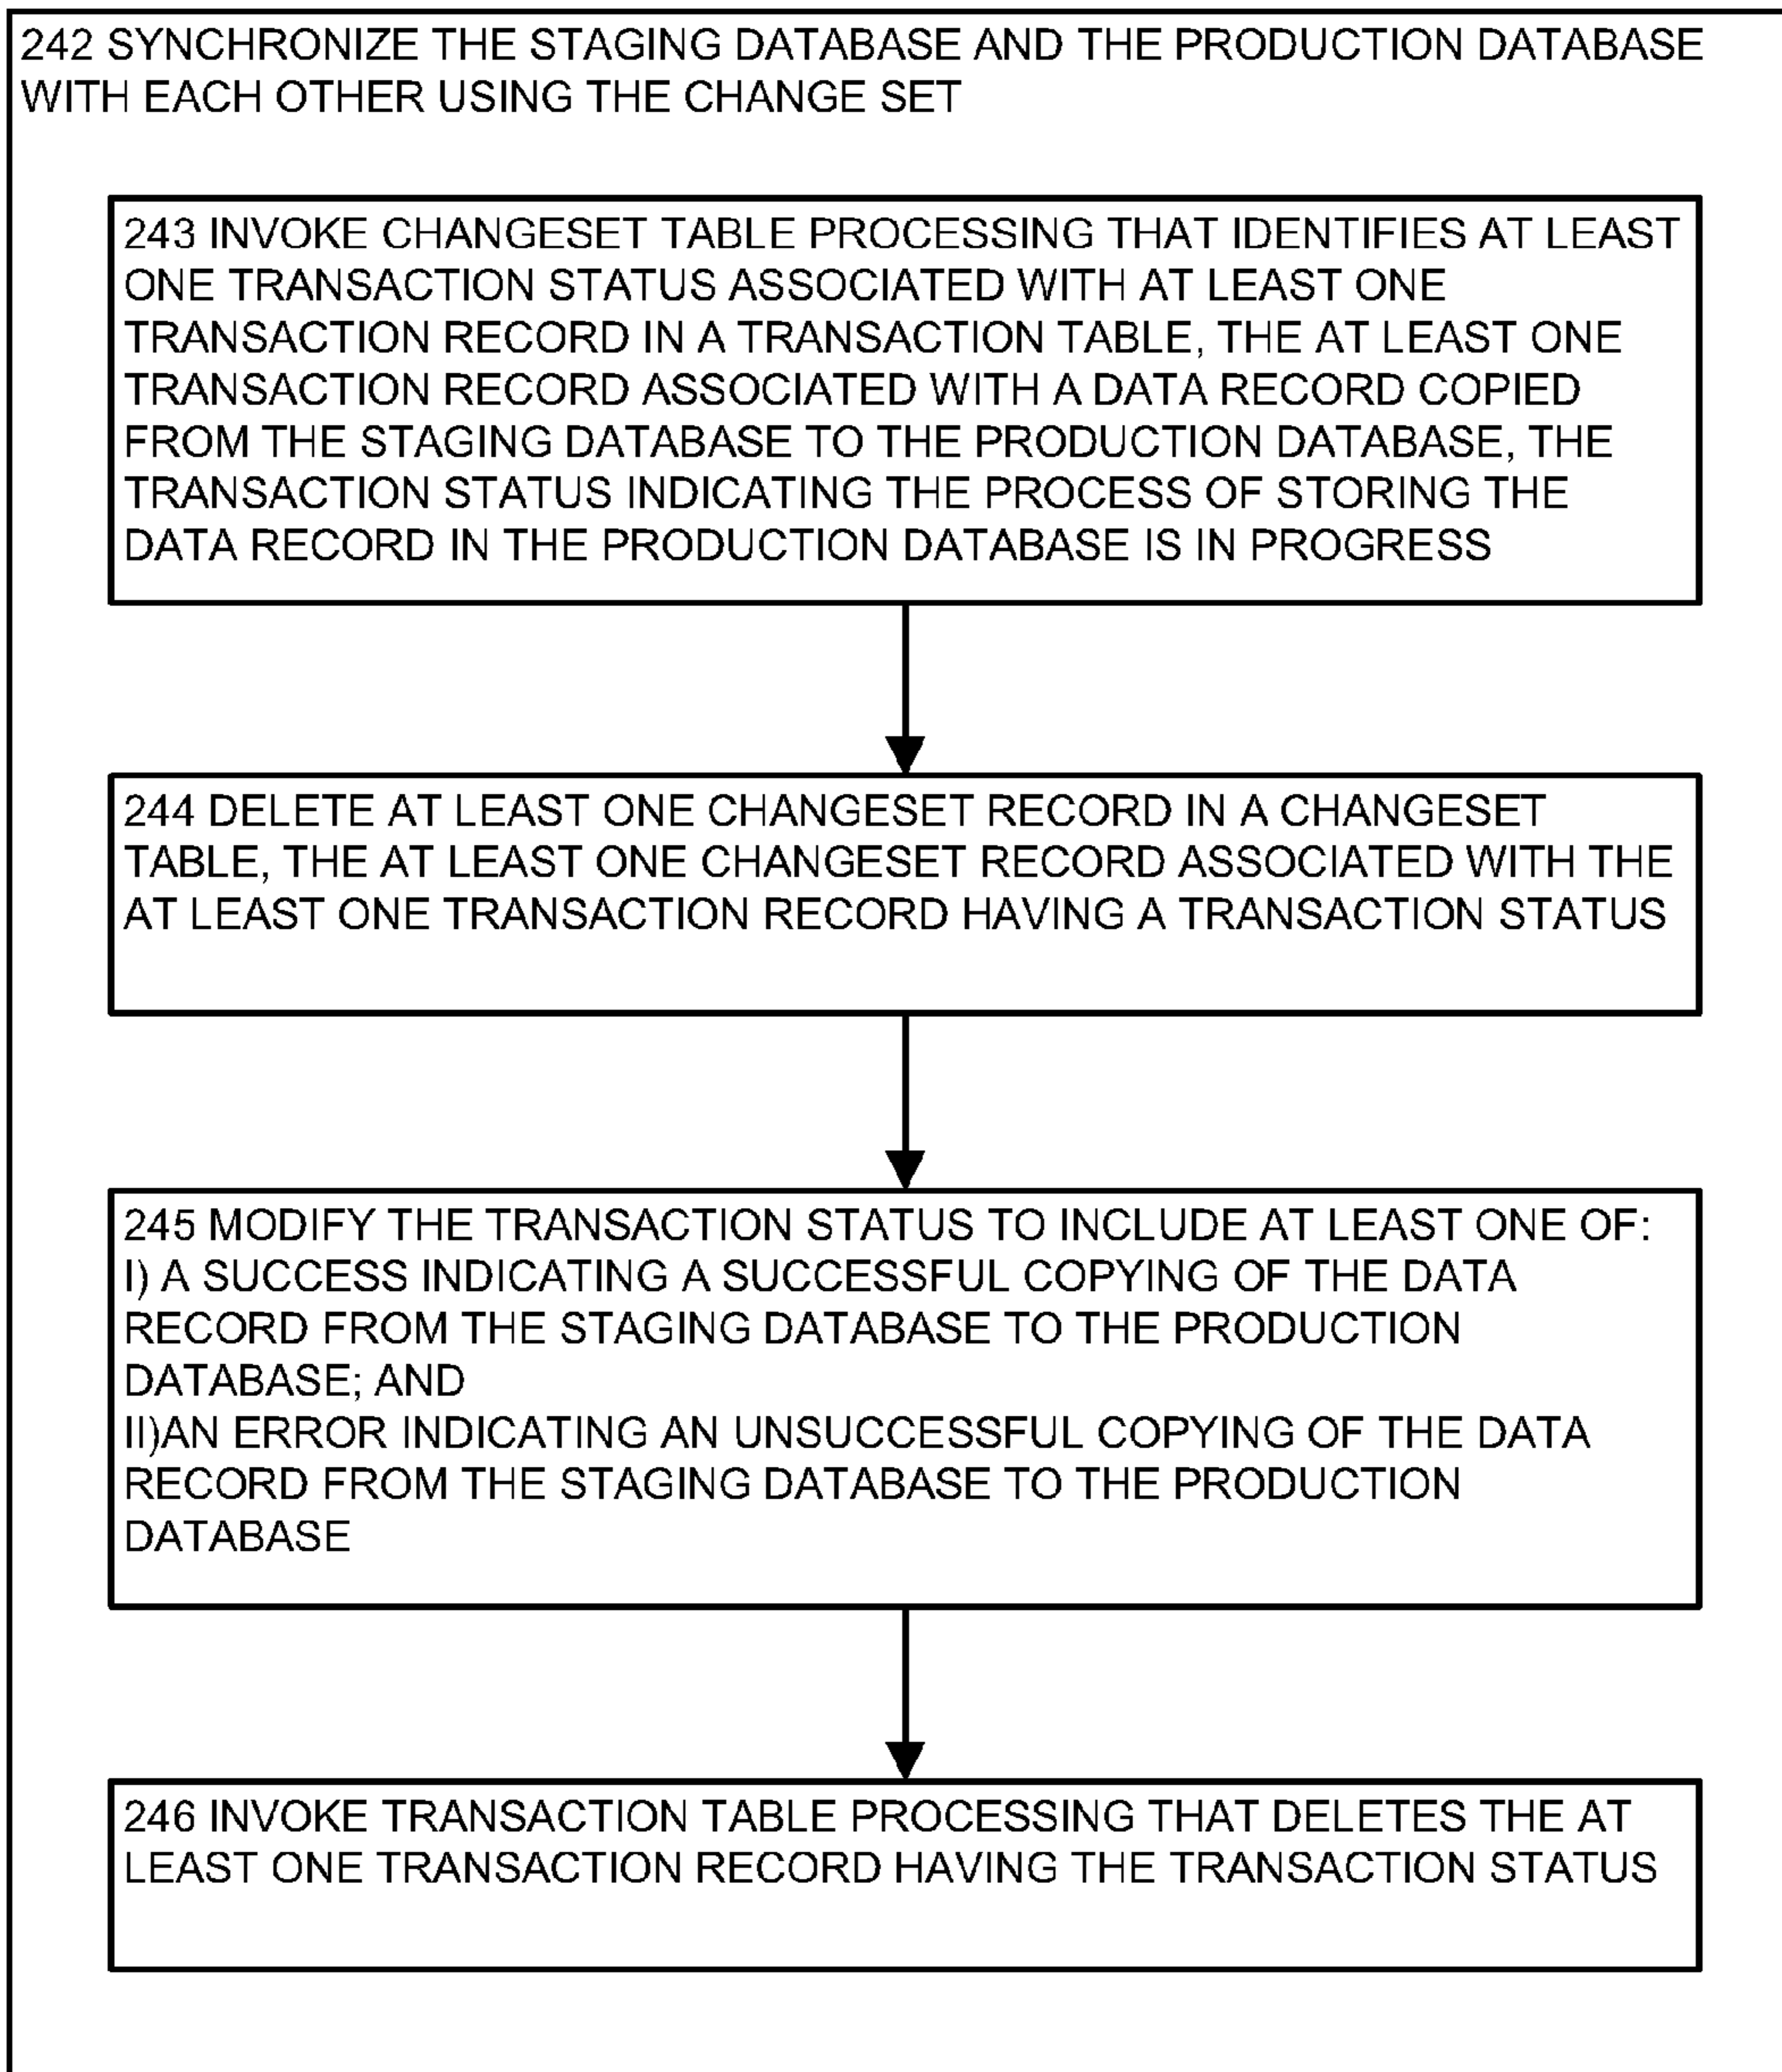 242 SYNCHRONIZE THE STAGING DATABASE AND THE PRODUCTION DATABASE
WITH EACH OTHER USING THE CHANGE SET
243 INVOKE CHANGESET TABLE PROCESSING THAT IDENTIFIES AT LEAST
ONE TRANSACTION STATUS ASSOCIATED WITH AT LEAST ONE
TRANSACTION RECORD IN A TRANSACTION TABLE, THE AT LEAST ONE
TRANSACTION RECORD ASSOCIATED WITH A DATA RECORD COPIED
FROM THE STAGING DATABASE TO THE PRODUCTION DATABASE, THE
TRANSACTION STATUS INDICATING THE PROCESS OF STORING THE
DATA RECORD IN THE PRODUCTION DATABASE IS IN PROGRESS
244 DELETE AT LEAST ONE CHANGESET RECORD IN A CHANGESET
TABLE, THE AT LEAST ONE CHANGESET RECORD ASSOCIATED WITH THE
AT LEAST ONE TRANSACTION RECORD HAVING A TRANSACTION STATUS
245 MODIFY THE TRANSACTION STATUS TO INCLUDE AT LEAST ONE OF:
I) A SUCCESS INDICATING A SUCCESSFUL COPYING OF THE DATA
RECORD FROM THE STAGING DATABASE TO THE PRODUCTION
DATABASE; AND
II)AN ERROR INDICATING AN UNSUCCESSFUL COPYING OF THE DATA
RECORD FROM THE STAGING DATABASE TO THE PRODUCTION
DATABASE
246 INVOKE TRANSACTION TABLE PROCESSING THAT DELETES THE AT
LEAST ONE TRANSACTION RECORD HAVING THE TRANSACTION STATUS